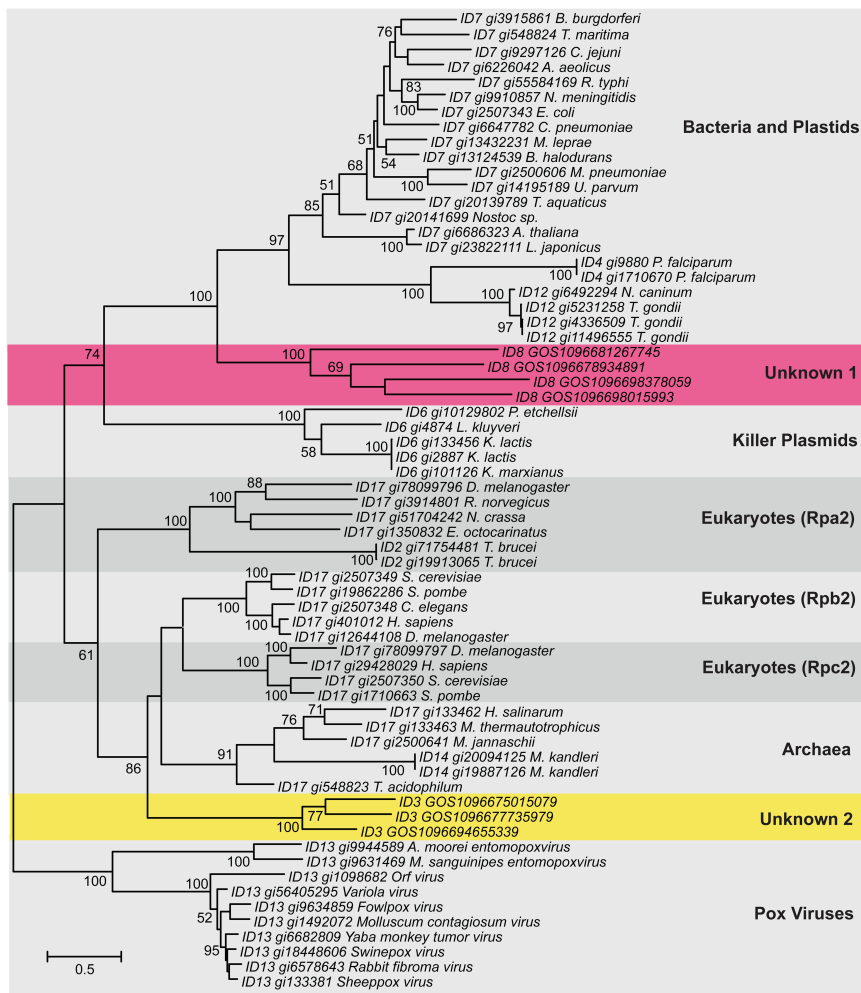 ID7 gi3915861 B. burgdorferi
76
ID7 gi548824 T. maritima
ID7 gi9297126 C. jejuni
ID7 gi6226042 A. aeolicus
ID7 gi55584169 R. typhi
83
ID7 gi9910857 N. meningitidis
100
ID7 gi2507343 E. coli
ID7 gi6647782 C. pneumoniae
Bacteria and Plastids
51
ID7 gi13432231 M. leprae
54
ID7 gi13124539 B. halodurans
68
ID7 gi2500606 M. pneumoniae
100
ID7 gi14195189 U. parvum
51
ID7 gi20139789 T. aquaticus
85
ID7 gi20141699 Nostoc sp.
ID7 gi6686323 A. thaliana
97
100
ID7 gi23822111 L. japonicus
ID4 gi9880 P. falciparum
100
ID4 gi1710670 P. falciparum
100
100
100
ID12 gi6492294 N. caninum
ID12 gi5231258 T. gondii
97
ID12 gi4336509 T. gondii
ID12 gi11496555 T. gondii
74
100
ID8 GOS1096681267745
69
ID8 GOS1096678934891
Unknown 1
ID8 GOS1096698378059
ID8 GOS1096698015993
100
ID6 gi10129802 P. etchellsii
ID6 gi4874 L. kluyveri
58
100
ID6 gi133456 K. lactis
Killer Plasmids
ID6 gi2887 K. lactis
ID6 gi101126 K. marxianus
88
ID17 gi78099796 D. melanogaster
100
ID17 gi3914801 R. norvegicus
100
ID17 gi51704242 N. crassa
Eukaryotes (Rpa2)
ID17 gi1350832 E. octocarinatus
ID2 gi71754481 T. brucei
100
ID2 gi19913065 T. brucei
100
ID17 gi2507349 S. cerevisiae
ID17 gi19862286 S. pombe
Eukaryotes (Rpb2)
100
ID17 gi2507348 C. elegans
100
ID17 gi401012 H. sapiens
ID17 gi12644108 D. melanogaster
61
100
ID17 gi78099797 D. melanogaster
100
ID17 gi29428029 H. sapiens
Eukaryotes (Rpc2)
ID17 gi2507350 S. cerevisiae
100
ID17 gi1710663 S. pombe
71
ID17 gi133462 H. salinarum
76
ID17 gi133463 M. thermautotrophicus
ID17 gi2500641 M. jannaschii
Archaea
91
ID14 gi20094125 M. kandleri
86
100
ID14 gi19887126 M. kandleri
ID17 gi548823 T. acidophilum
ID3 GOS1096675015079
77
ID3 GOS1096677735979
Unknown 2
100
ID3 GOS1096694655339
ID13 gi9944589 A. moorei entomopoxvirus
100
ID13 gi9631469 M. sanguinipes entomopoxvirus
100
100
ID13 gi1098682 Orf virus
ID13 gi56405295 Variola virus
52
ID13 gi9634859 Fowlpox virus
Pox Viruses
ID13 gi1492072 Molluscum contagiosum virus
ID13 gi6682809 Yaba monkey tumor virus
95
ID13 gi18448606 Swinepox virus
ID13 gi6578643 Rabbit fibroma virus
0.5
ID13 gi133381 Sheeppox virus